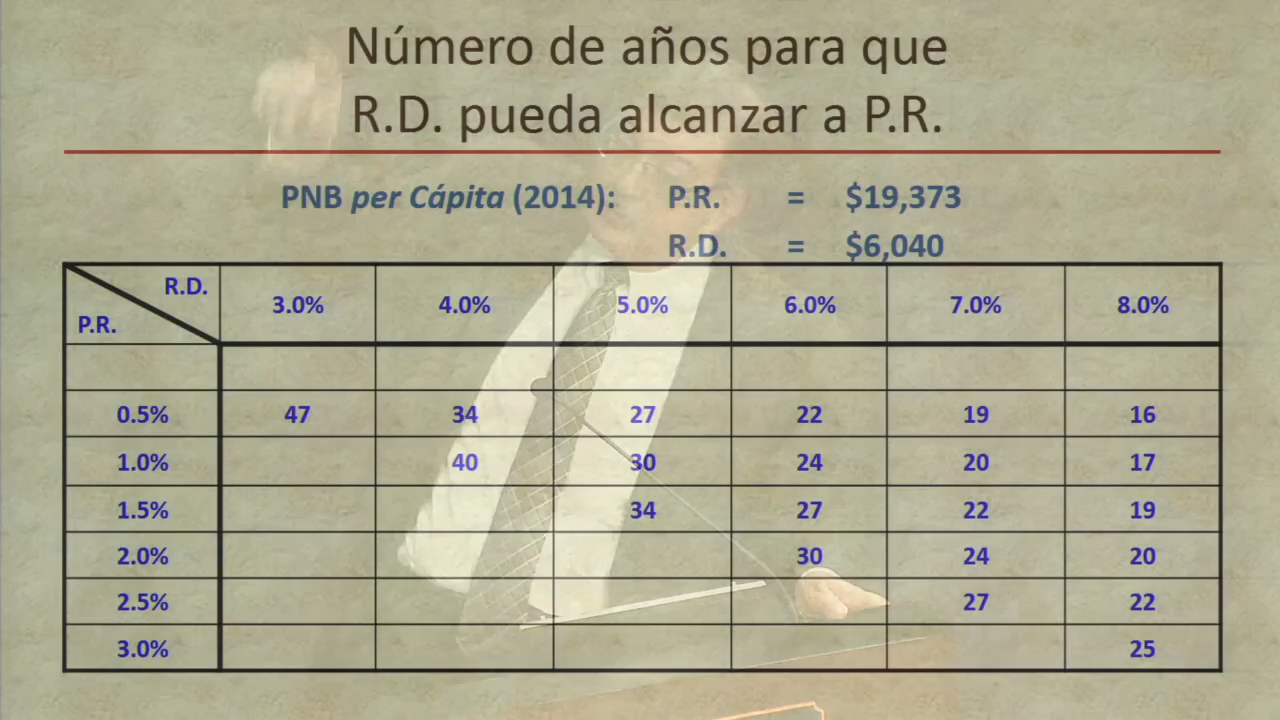 Número de años para que
R.D. pueda alcanzar a P.R.
PNB per Cápita (2014): P.R. = $19,373
R.D. = $6,040
R.D.
P.R.
3.0% 4.0% 5.0% 6.0% 7.0% 8.0%
0.5% 47 34 27 22 19 16
1.0% 40 30 24 20 17
1.5% 34 27 22 19
2.0% 30 24 20
2.5% 27 22
3.0% 25